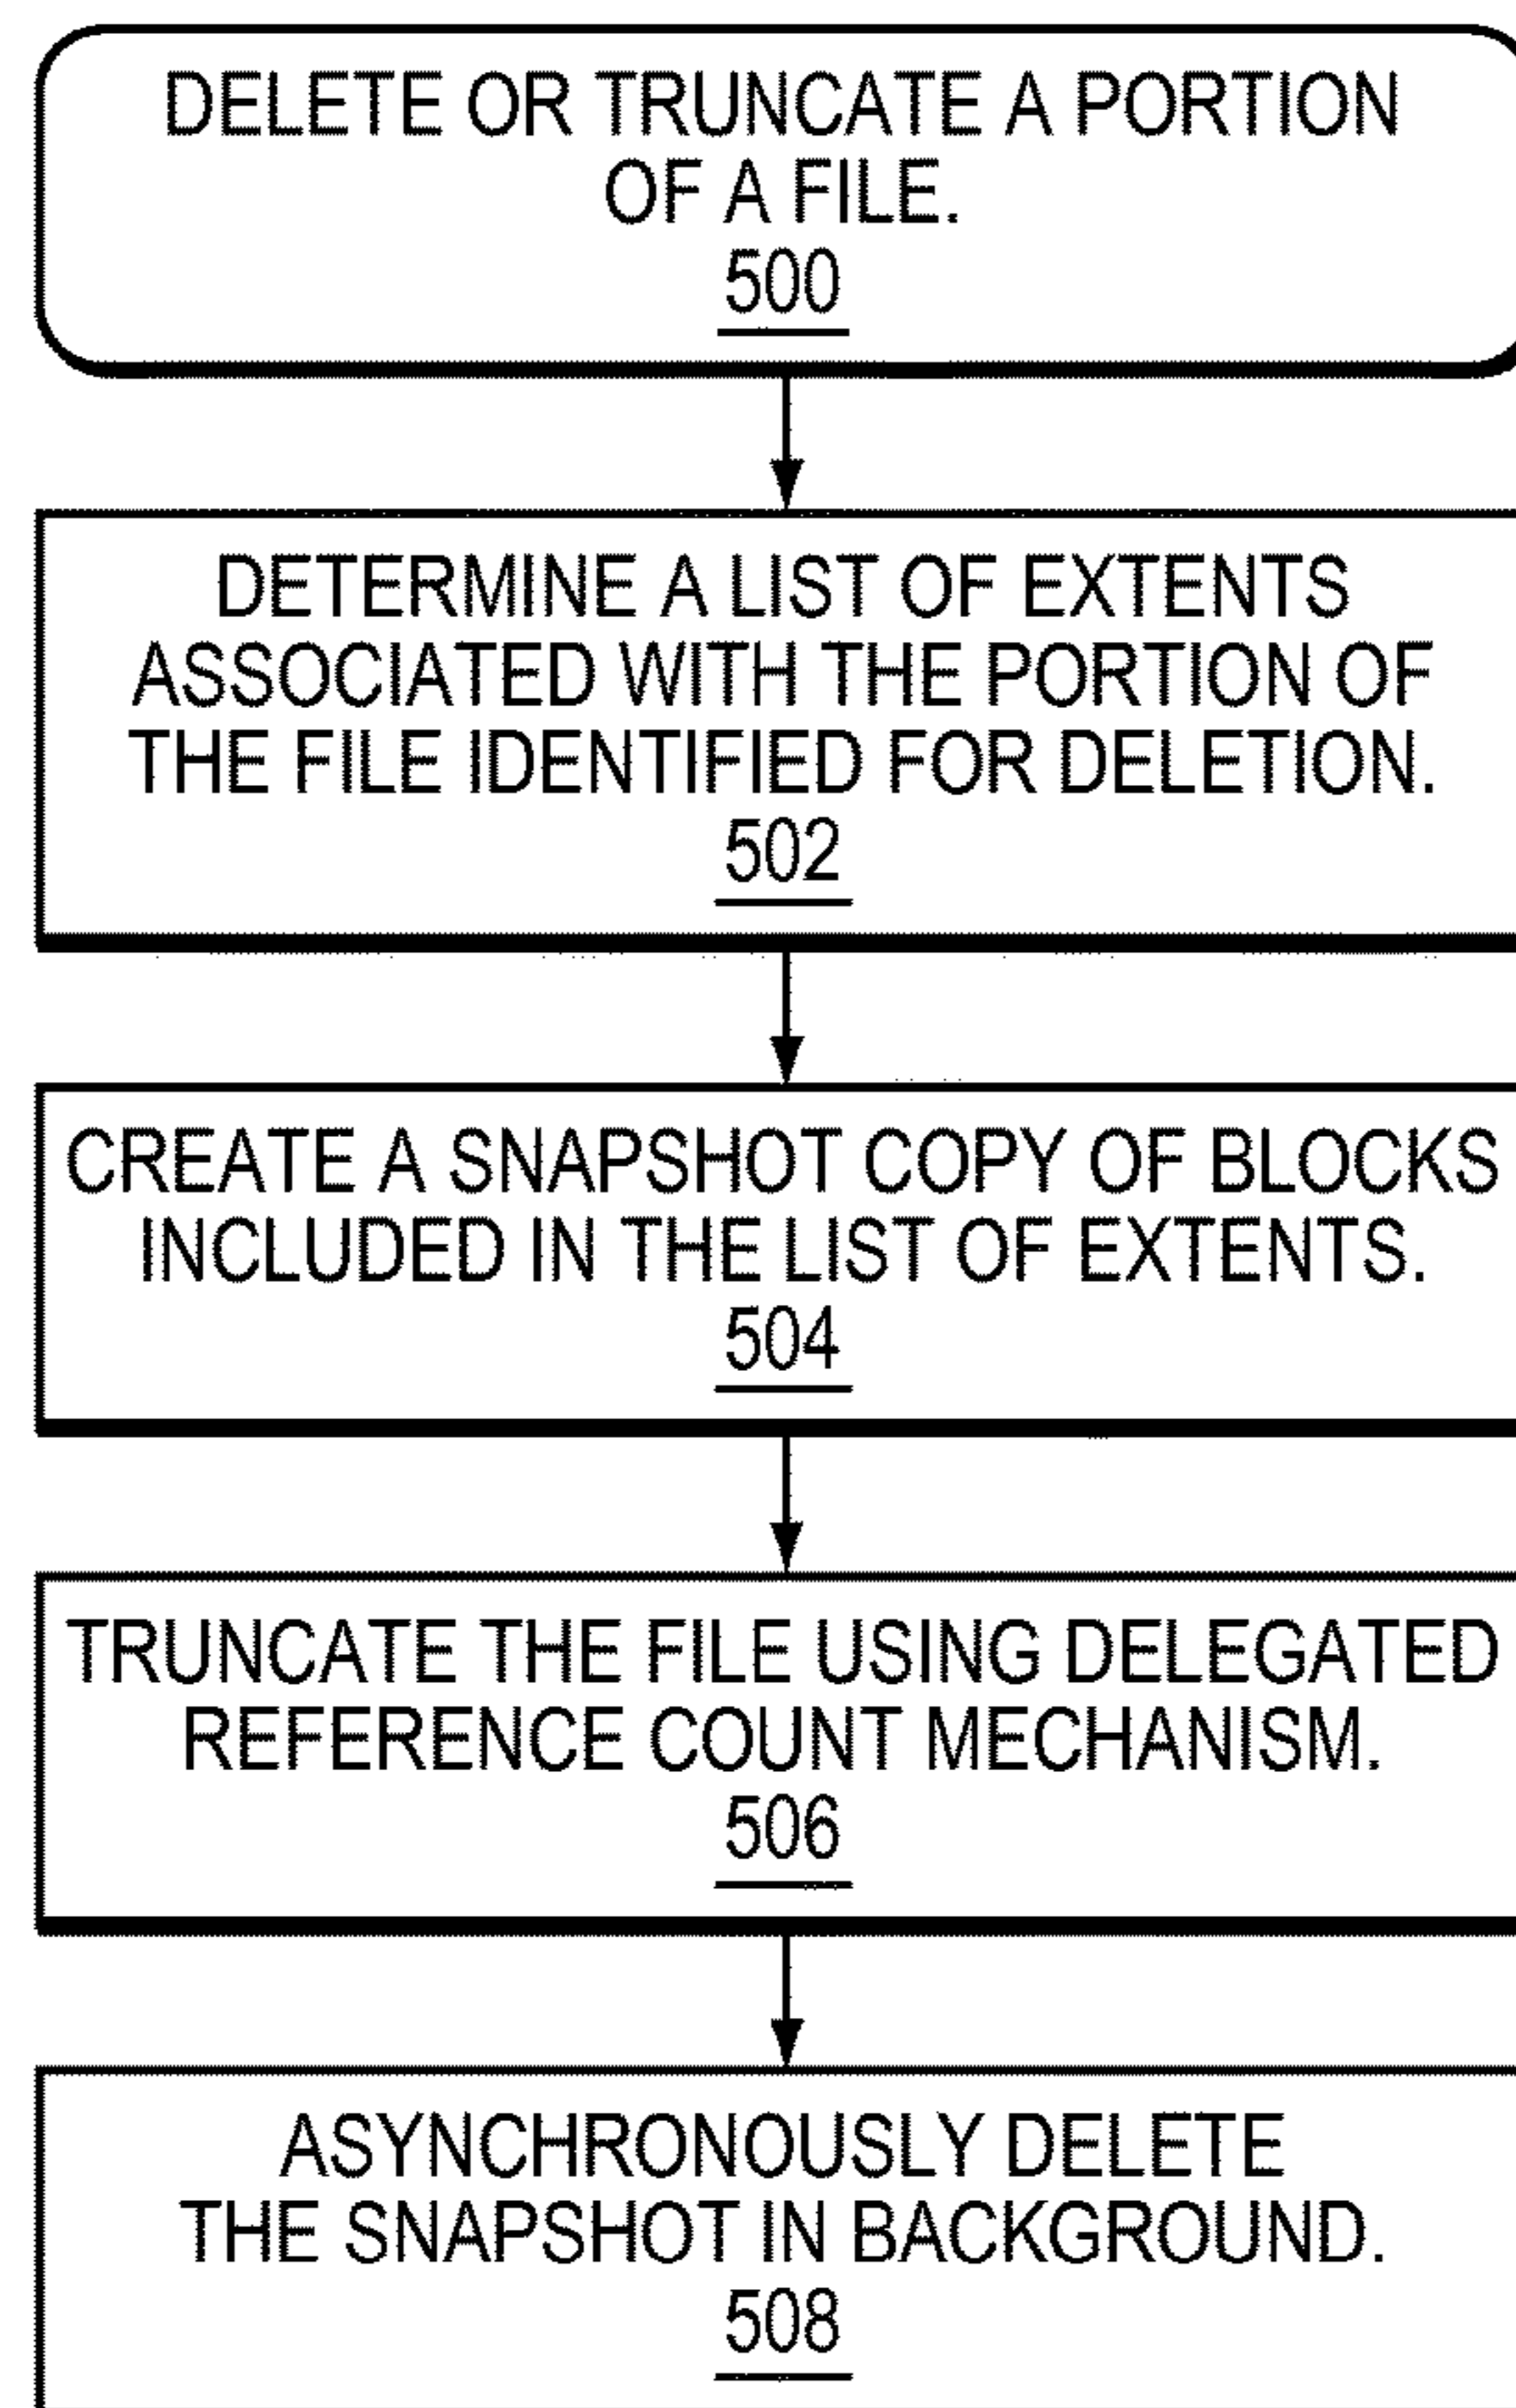 DELETE OR TRUNCATE A PORTION
OF A FILE.
500
DETERMINE A LIST OF EXTENTS
ASSOCIATED WITH THE PORTION OF
THE FILE IDENTIFIED FOR DELETION.
502
CREATE A SNAPSHOT COPY OF BLOCKS
INCLUDED IN THE LIST OF EXTENTS.
504
TRUNCATE THE FILE USING DELEGATED
REFERENCE COUNT MECHANISM.
506
ASYNCHRONOUSLY DELETE
THE SNAPSHOT IN BACKGROUND.
508